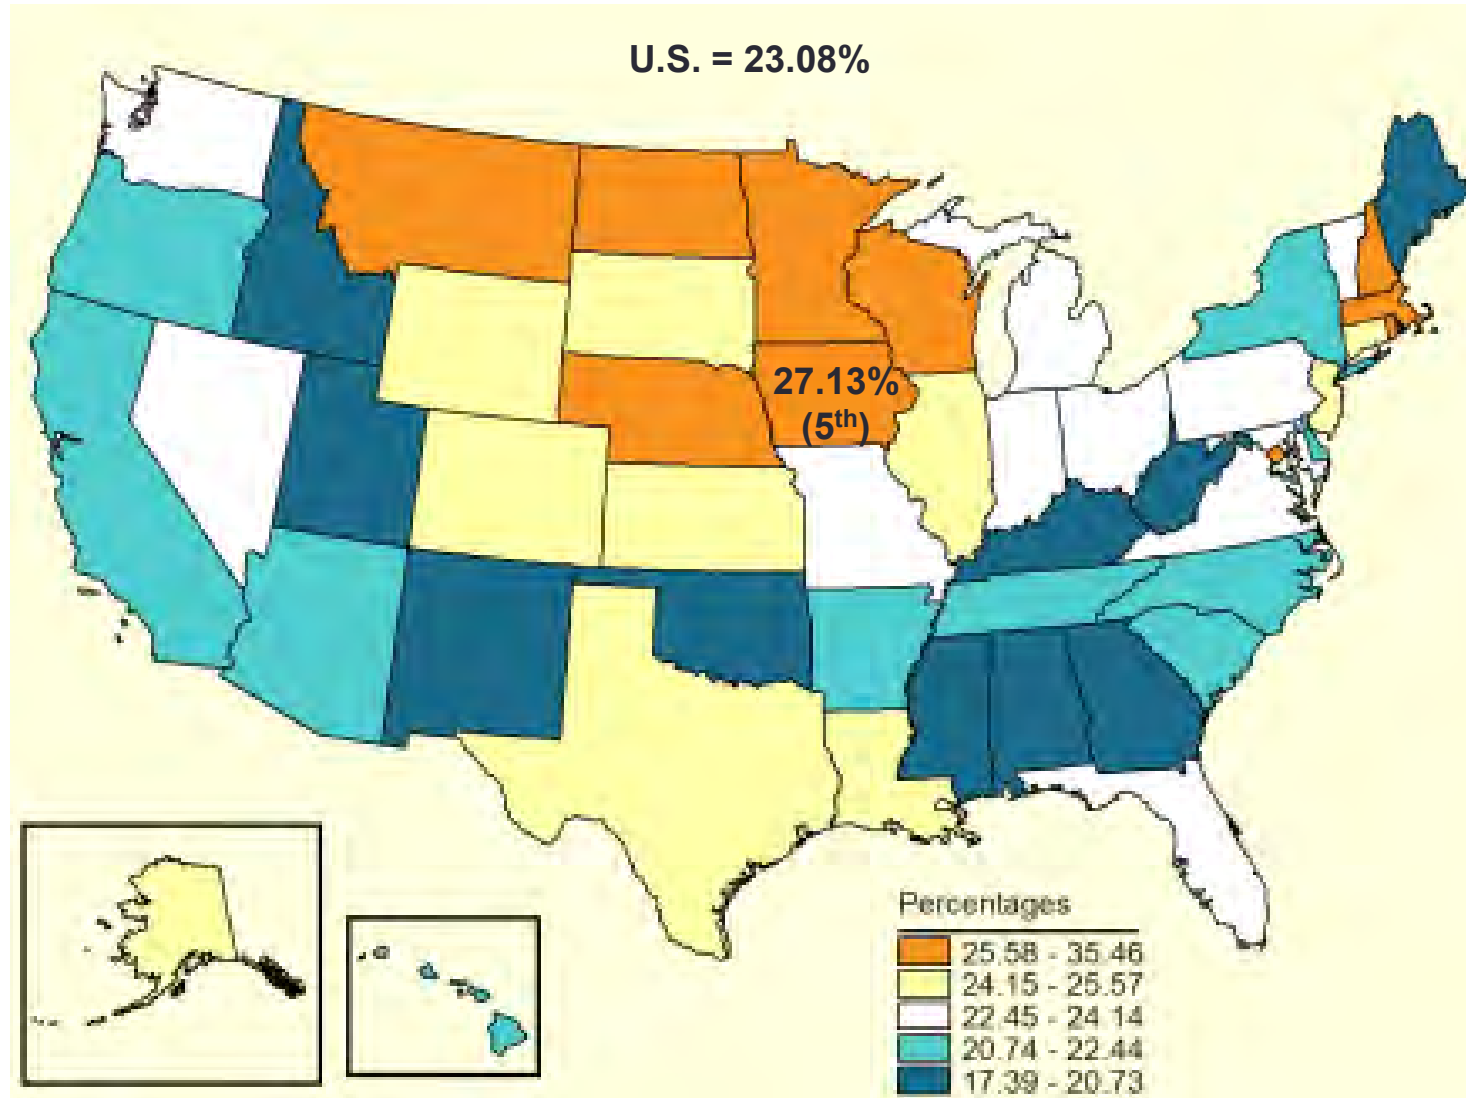 U.S. = 23.08%
27.13%
(5th)
Percentages
25.58 - 35.46
24.15 - 25.57
22.45 - 24.14
20.74 - 22.44
17.39 - 20.73